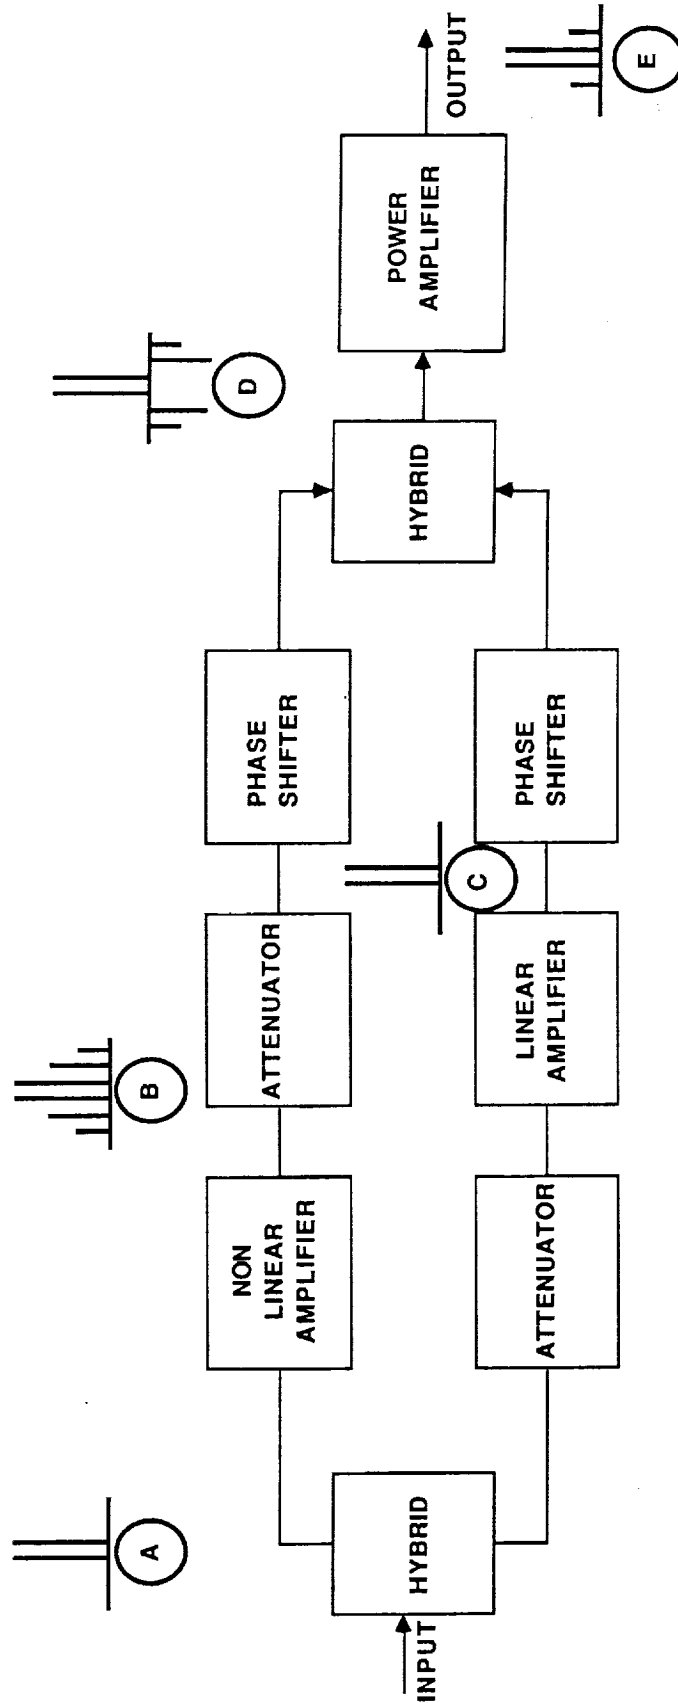 A
B
C
D
E
INPUT
HYBRID
NON
LINEAR
AMPLIFIER
ATTENUATOR
PHASE
SHIFTER
ATTENUATOR
LINEAR
AMPLIFIER
PHASE
SHIFTER
HYBRID
POWER
AMPLIFIER
OUTPUT